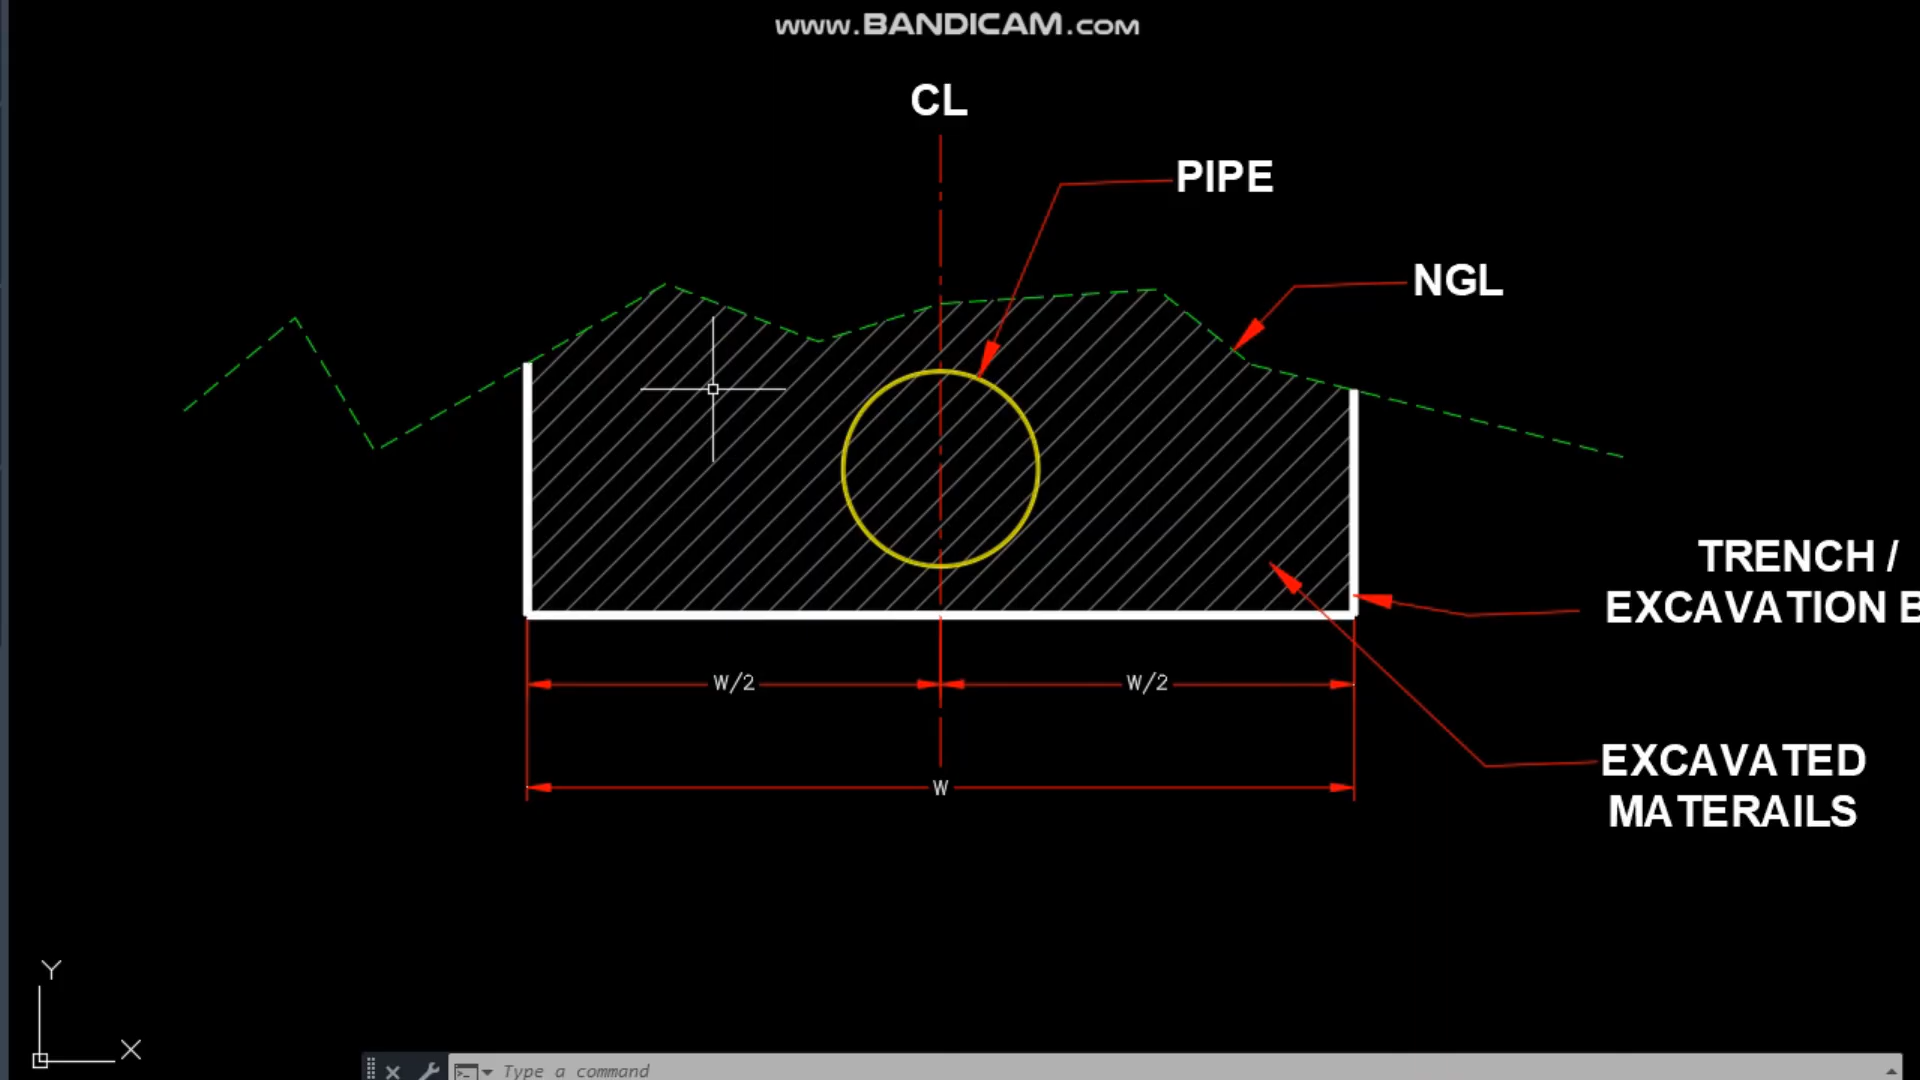 www.BANDICAM.com
CL
PIPE
NGL
TRENCH /
EXCAVATION B
W/2 W/2
EXCAVATED
MATERAILS
W
Y
X
Type a command